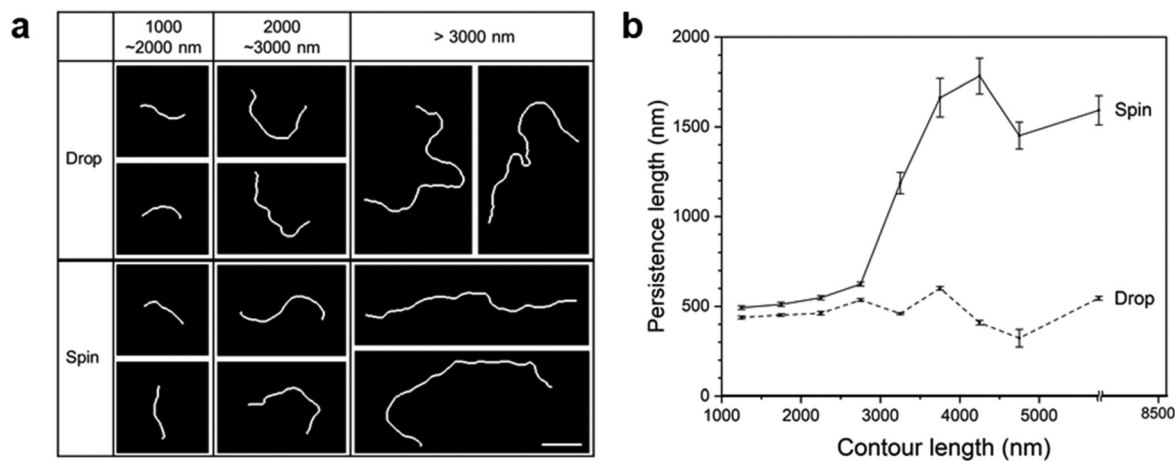 a
1000
~2000 nm
2000
~3000 nm
> 3000 nm
Drop
Spin
b
Persistence length (nm)
2000
1500
1000
500
0
Spin
Drop
1000
2000
3000
4000
5000
8500
Contour length (nm)